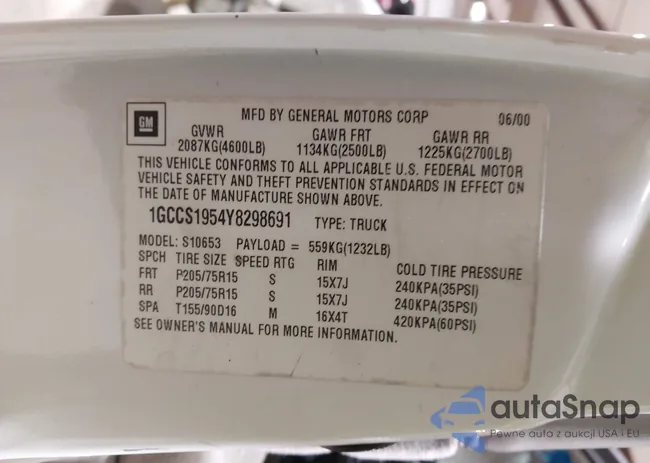 GM
MFD BY GENERAL MOTORS CORP 06/00
GVWR GAWR FRT GAWR RR
2087KG(4600LB) 1134KG(2500LB) 1225KG(2700LB)
THIS VEHICLE CONFORMS TO ALL APPLICABLE U.S. FEDERAL MOTOR
VEHICLE SAFETY AND THEFT PREVENTION STANDARDS IN EFFECT ON
THE DATE OF MANUFACTURE SHOWN ABOVE.
1GCCS1954Y8298691 TYPE: TRUCK
MODEL: S10653 PAYLOAD = 559KG(1232LB)
SPCH TIRE SIZE SPEED RTG RIM COLD TIRE PRESSURE
FRT P205/75R15 S 15X7J 240KPA(35PSI)
RR P205/75R15 S 15X7J 240KPA(35PSI)
SPA T155/90D16 M 16X4T 420KPA(60PSI)
SEE OWNER'S MANUAL FOR MORE INFORMATION.
autaSnap
Pewne auta z aukcji USA i EU